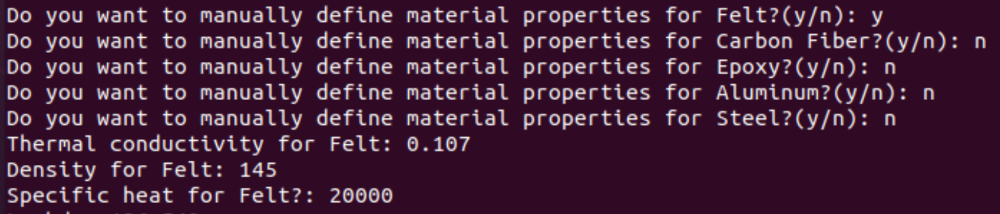 Do you want to manually define material properties for Felt?(y/n): y
Do you want to manually define material properties for Carbon Fiber?(y/n): n
Do you want to manually define material properties for Epoxy?(y/n): n
Do you want to manually define material properties for Aluminum?(y/n): n
Do you want to manually define material properties for Steel?(y/n): n
Thermal conductivity for Felt: 0.107
Density for Felt: 145
Specific heat for Felt?: 20000